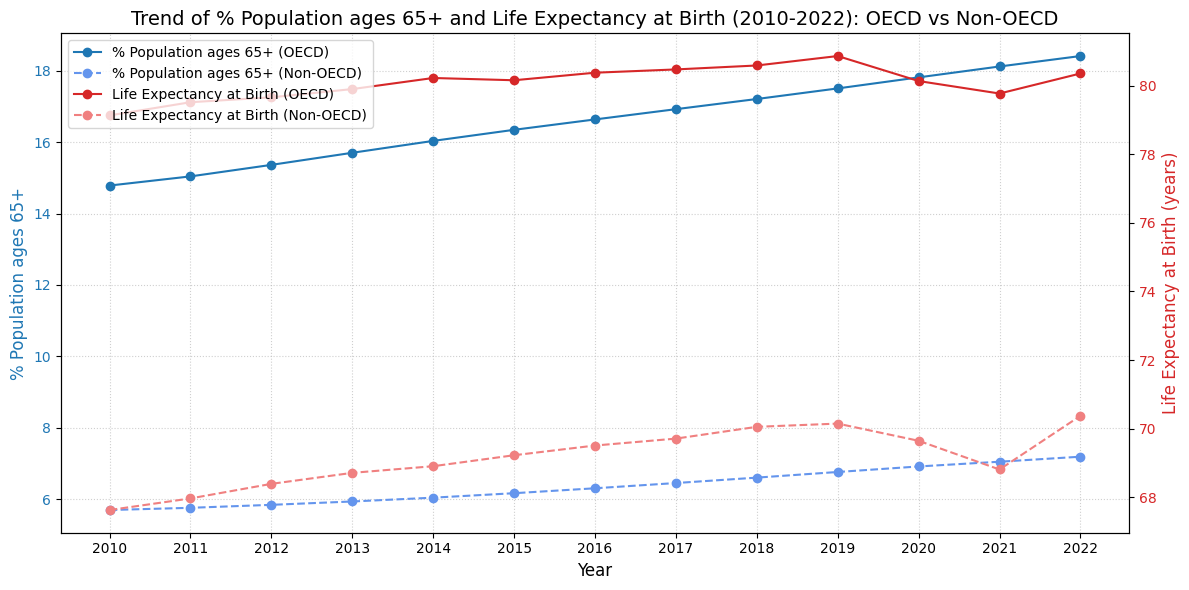 Trend of % Population ages 65+ and Life Expectancy at Birth (2010-2022): OECD vs Non-OECD
% Population ages 65+ (OECD)
% Population ages 65+ (Non-OECD)
Life Expectancy at Birth (OECD)
Life Expectancy at Birth (Non-OECD)
% Population ages 65+
18
16
14
12
10
8
6
80
78
76
74
72
70
68
Life Expectancy at Birth (years)
2010 2011 2012 2013 2014 2015 2016 2017 2018 2019 2020 2021 2022
Year